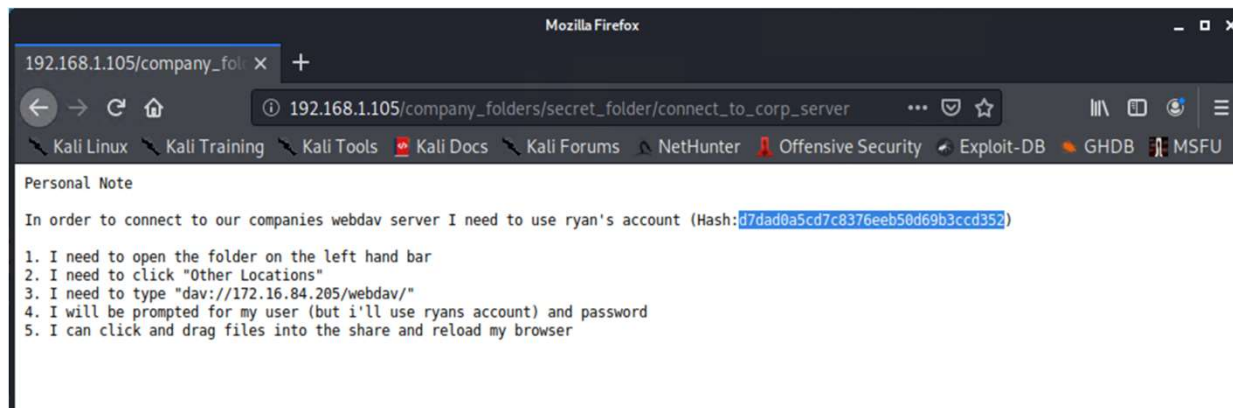 Mozilla Firefox
192.168.1.105/company_fol
192.168.1.105/company_folders/secret_folder/connect_to_corp_server
Kali Linux Kali Training Kali Tools Kali Docs Kali Forums NetHunter Offensive Security Exploit-DB GHDB MSFU
Personal Note
In order to connect to our companies webdav server I need to use ryan's account (Hash:d7dad0a5cd7c8376eeb50d69b3ccd352)
1. I need to open the folder on the left hand bar
2. I need to click "Other Locations"
3. I need to type "dav://172.16.84.205/webdav/"
4. I will be prompted for my user (but i'll use ryans account) and password
5. I can click and drag files into the share and reload my browser